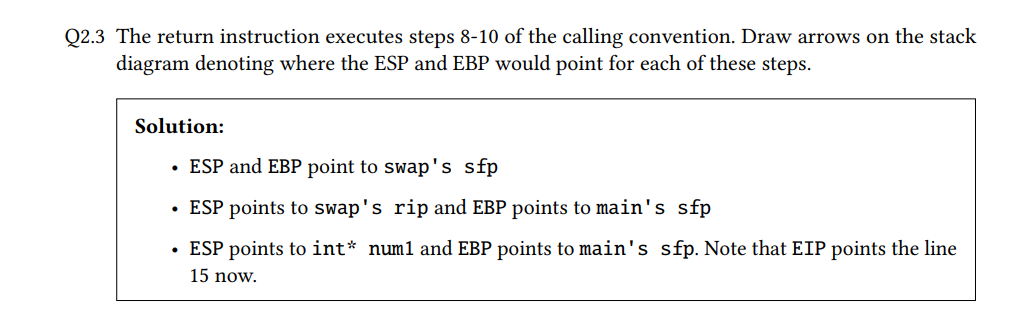 Q2.3 The return instruction executes steps 8-10 of the calling convention. Draw arrows on the stack
diagram denoting where the ESP and EBP would point for each of these steps.
Solution:
• ESP and EBP point to swap's sfp
• ESP points to swap's rip and EBP points to main's sfp
• ESP points to int* num1 and EBP points to main's sfp. Note that EIP points the line
15 now.